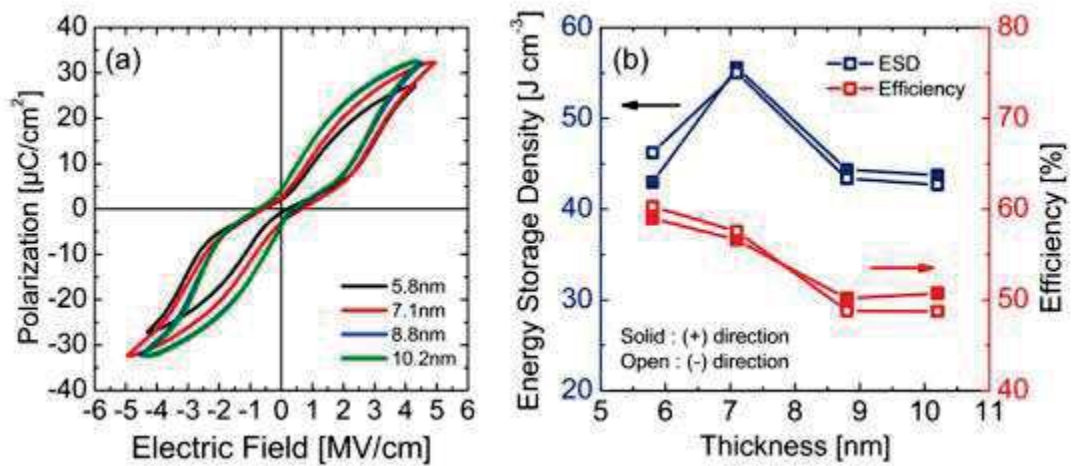 (a)
Polarization [µC/cm²]
40
30
20
10
0
-10
-20
-30
-40
5.8nm
7.1nm
8.8nm
10.2nm
-6 -5 -4 -3 -2 -1 0 1 2 3 4 5 6
Electric Field [MV/cm]
(b)
Energy Storage Density [J cm⁻³]
60
50
40
30
20
ESD
Efficiency
Solid : (+) direction
Open : (-) direction
5 6 7 8 9 10 11
Thickness [nm]
80
70
60
50
40
Efficiency [%]